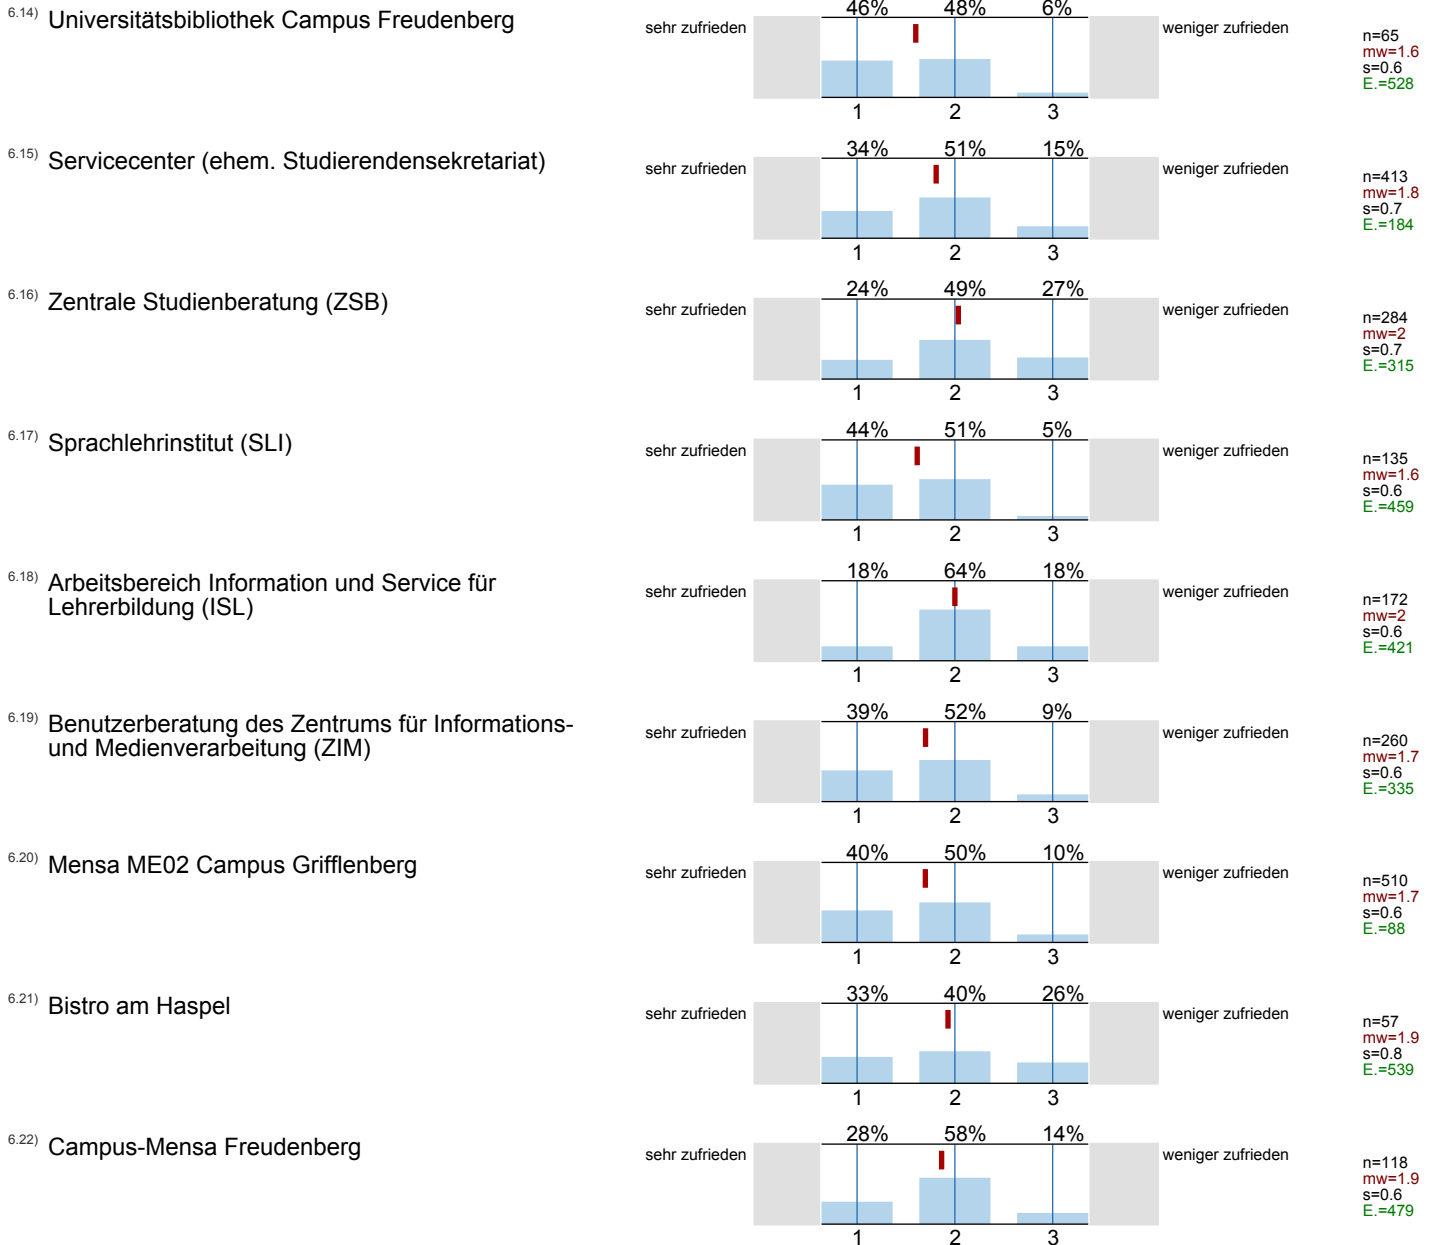 6.14) Universitätsbibliothek Campus Freudenberg
46% 48% 6%
sehr zufrieden weniger zufrieden
n=65
mw=1.6
s=0.6
E.=528
1 2 3
6.15) Servicecenter (ehem. Studierendensekretariat)
34% 51% 15%
sehr zufrieden weniger zufrieden
n=413
mw=1.8
s=0.7
E.=184
1 2 3
6.16) Zentrale Studienberatung (ZSB)
24% 49% 27%
sehr zufrieden weniger zufrieden
n=284
mw=2
s=0.7
E.=315
1 2 3
6.17) Sprachlehrinstitut (SLI)
44% 51% 5%
sehr zufrieden weniger zufrieden
n=135
mw=1.6
s=0.6
E.=459
1 2 3
6.18) Arbeitsbereich Information und Service für
Lehrerbildung (ISL)
18% 64% 18%
sehr zufrieden weniger zufrieden
n=172
mw=2
s=0.6
E.=421
1 2 3
6.19) Benutzerberatung des Zentrums für Informations-
und Medienverarbeitung (ZIM)
39% 52% 9%
sehr zufrieden weniger zufrieden
n=260
mw=1.7
s=0.6
E.=335
1 2 3
6.20) Mensa ME02 Campus Grifflenberg
40% 50% 10%
sehr zufrieden weniger zufrieden
n=510
mw=1.7
s=0.6
E.=88
1 2 3
6.21) Bistro am Haspel
33% 40% 26%
sehr zufrieden weniger zufrieden
n=57
mw=1.9
s=0.8
E.=539
1 2 3
6.22) Campus-Mensa Freudenberg
28% 58% 14%
sehr zufrieden weniger zufrieden
n=118
mw=1.9
s=0.6
E.=479
1 2 3